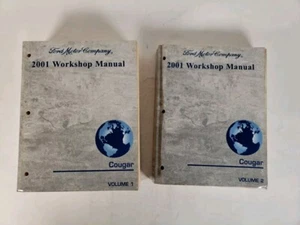 Ford Motor Company
2001 Workshop Manual
Cougar
VOLUME 1
Ford Motor Company
2001 Workshop Manual
Cougar
VOLUME 2